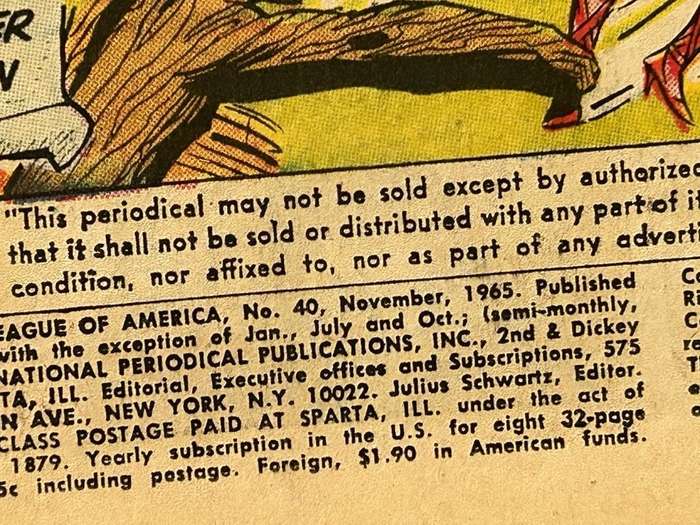 ER
"This periodical may not be sold except by authorized
that it shall not be sold or distributed with any part of it
condition, nor affixed to, nor as part of any adverti
EAGUE OF AMERICA, No. 40, November, 1965. Published
with the exception of Jan., July and Oct.; (semi-monthly,
NATIONAL PERIODICAL PUBLICATIONS, INC., 2nd & Dickey
TA, ILL. Editorial, Executive offices and Subscriptions, 575
N AVE., NEW YORK, N.Y. 10022. Julius Schwartz, Editor.
CLASS POSTAGE PAID AT SPARTA, ILL. under the act of
1879. Yearly subscription in the U.S. for eight 32-page
5c including postage. Foreign, $1.90 in American funds.